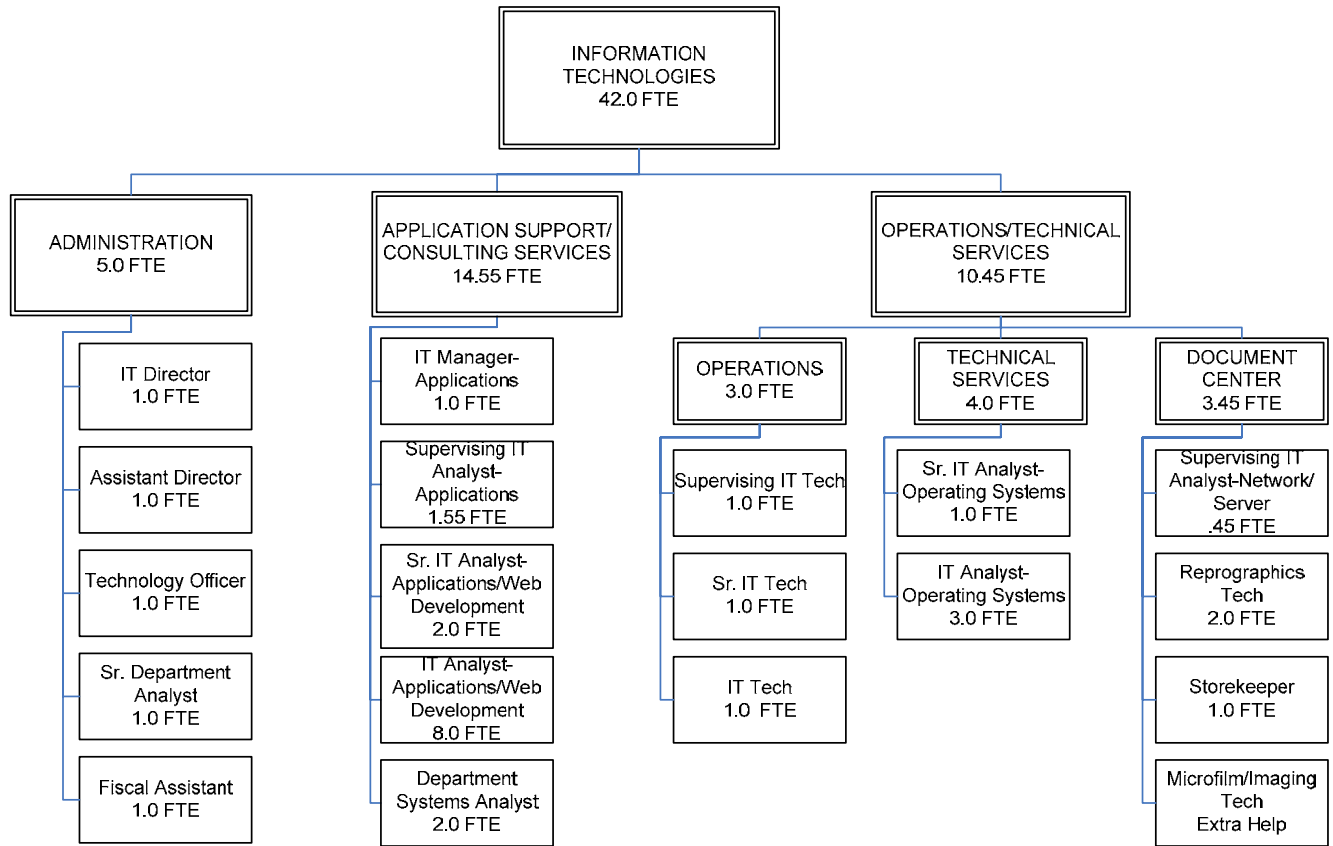 INFORMATION
TECHNOLOGIES
42.0 FTE
ADMINISTRATION
5.0 FTE
APPLICATION SUPPORT/
CONSULTING SERVICES
14.55 FTE
OPERATIONS/TECHNICAL
SERVICES
10.45 FTE
IT Director
1.0 FTE
Assistant Director
1.0 FTE
Technology Officer
1.0 FTE
Sr. Department
Analyst
1.0 FTE
Fiscal Assistant
1.0 FTE
IT Manager-
Applications
1.0 FTE
Supervising IT
Analyst-
Applications
1.55 FTE
Sr. IT Analyst-
Applications/Web
Development
2.0 FTE
IT Analyst-
Applications/Web
Development
8.0 FTE
Department
Systems Analyst
2.0 FTE
OPERATIONS
3.0 FTE
Supervising IT Tech
1.0 FTE
Sr. IT Tech
1.0 FTE
IT Tech
1.0 FTE
TECHNICAL
SERVICES
4.0 FTE
Sr. IT Analyst-
Operating Systems
1.0 FTE
IT Analyst-
Operating Systems
3.0 FTE
DOCUMENT
CENTER
3.45 FTE
Supervising IT
Analyst-Network/
Server
.45 FTE
Reprographics
Tech
2.0 FTE
Storekeeper
1.0 FTE
Microfilm/Imaging
Tech
Extra Help